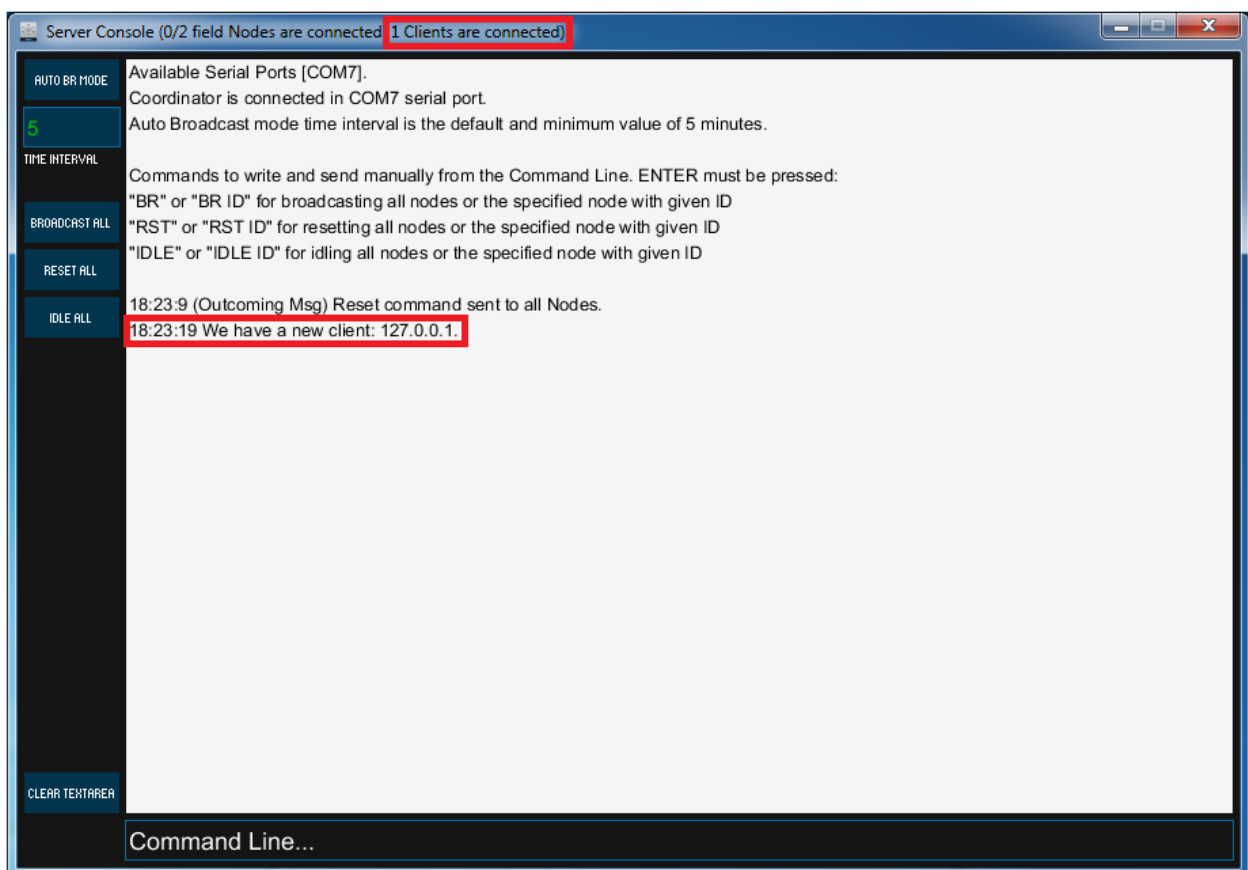 Server Console (0/2 field Nodes are connected 1 Clients are connected)
AUTO BR MODE
5
TIME INTERVAL
BROADCAST ALL
RESET ALL
IDLE ALL
CLEAR TEXTAREA
Available Serial Ports [COM7].
Coordinator is connected in COM7 serial port.
Auto Broadcast mode time interval is the default and minimum value of 5 minutes.
Commands to write and send manually from the Command Line. ENTER must be pressed:
"BR" or "BR ID" for broadcasting all nodes or the specified node with given ID
"RST" or "RST ID" for resetting all nodes or the specified node with given ID
"IDLE" or "IDLE ID" for idling all nodes or the specified node with given ID
18:23:9 (Outcoming Msg) Reset command sent to all Nodes.
18:23:19 We have a new client: 127.0.0.1.
Command Line...